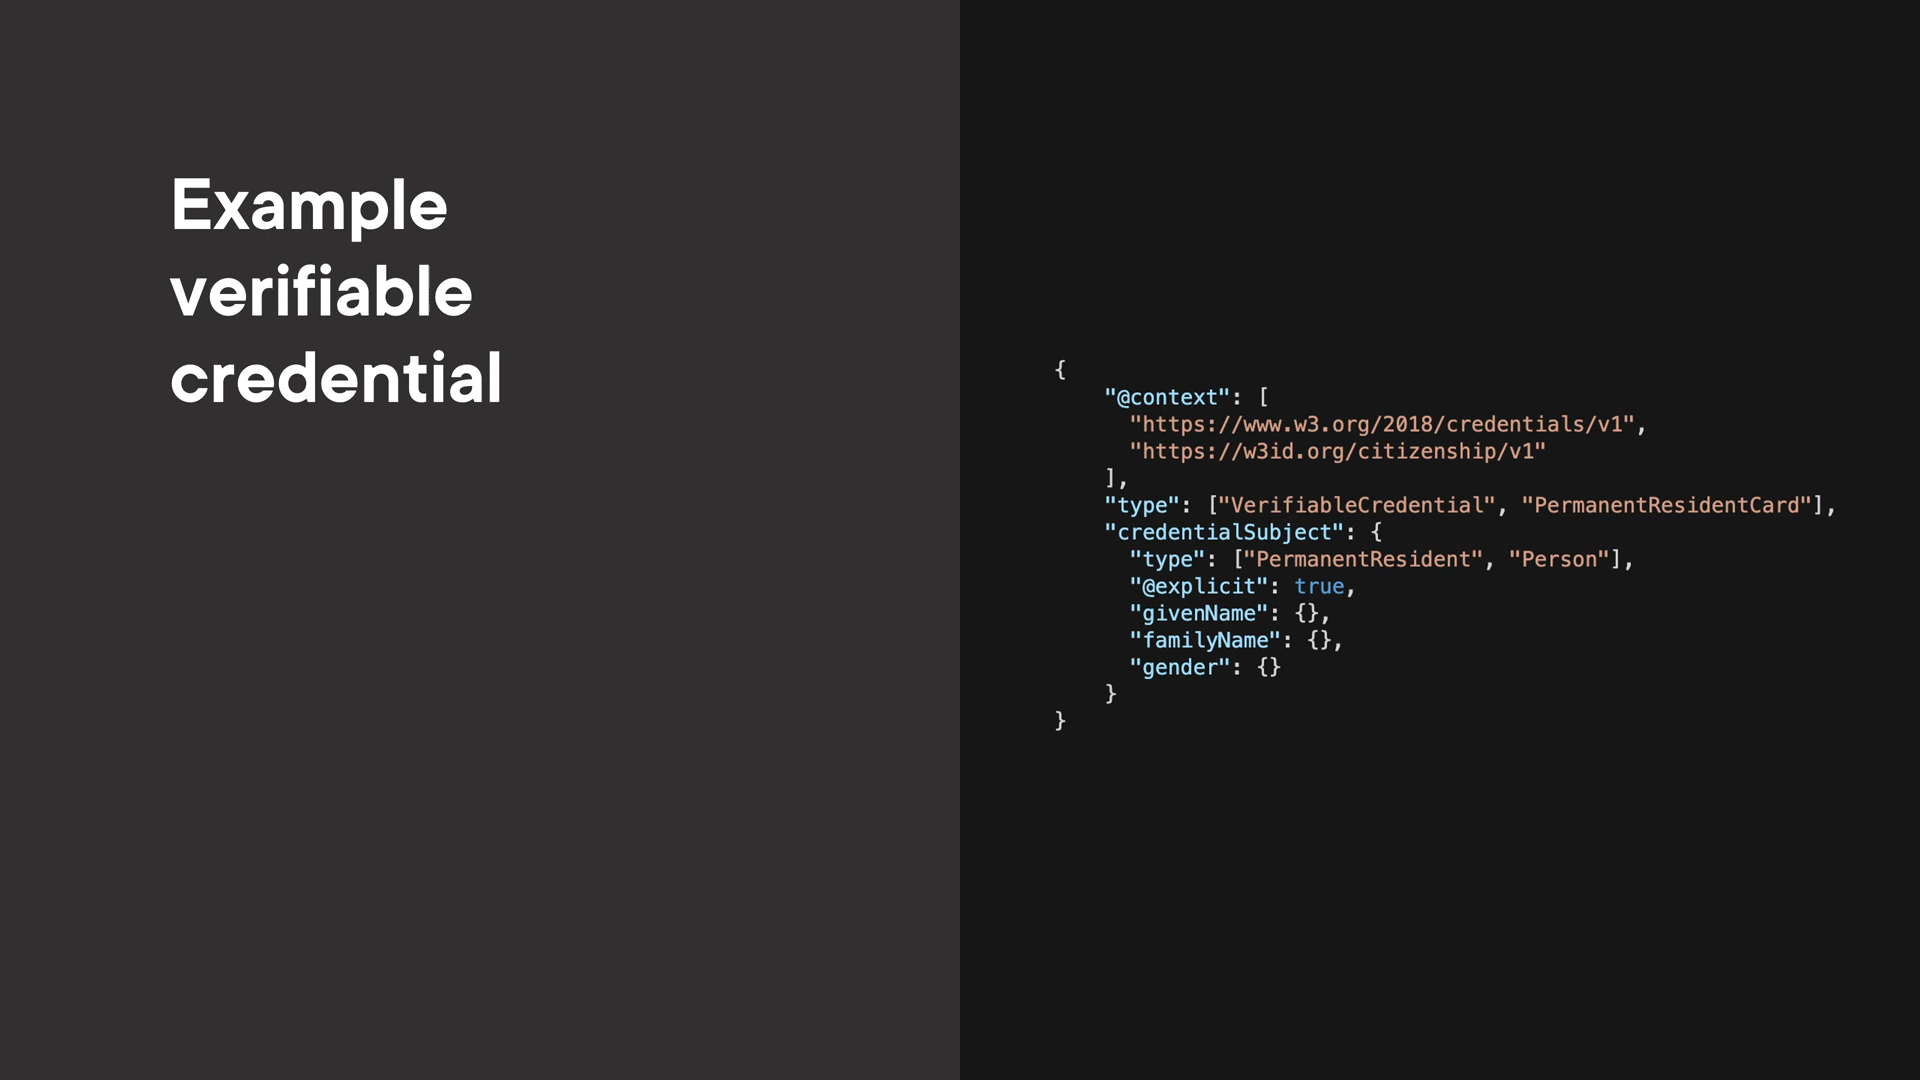 Example
verifiable
credential
{
    "@context": [
      "https://www.w3.org/2018/credentials/v1",
      "https://w3id.org/citizenship/v1"
    ],
    "type": ["VerifiableCredential", "PermanentResidentCard"],
    "credentialSubject": {
      "type": ["PermanentResident", "Person"],
      "@explicit": true,
      "givenName": {},
      "familyName": {},
      "gender": {}
    }
}